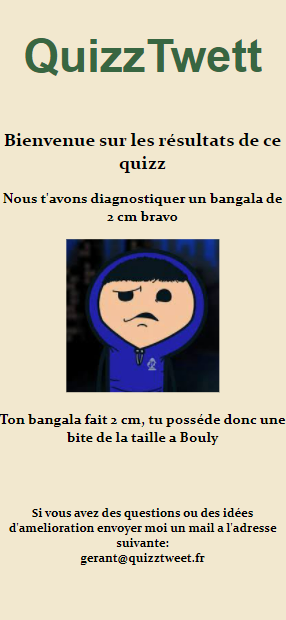 QuizzTwett
Bienvenue sur les résultats de ce
quizz
Nous t'avons diagnostiquer un bangala de
2 cm bravo
Ton bangala fait 2 cm, tu posséde donc une
bite de la taille a Bouly
Si vous avez des questions ou des idées
d'amelioration envoyer moi un mail a l'adresse
suivante:
gerant@quizztweet.fr